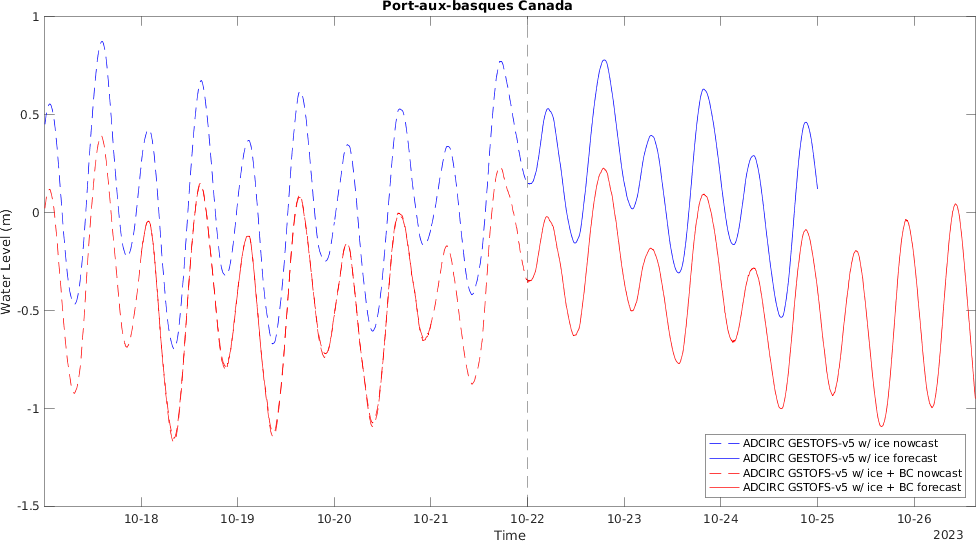 Port-aux-basques Canada
1
0.5
0
-0.5
-1
-1.5
Water Level (m)
ADCIRC GESTOFS-v5 w/ ice nowcast
ADCIRC GESTOFS-v5 w/ ice forecast
ADCIRC GSTOFS-v5 w/ ice + BC nowcast
ADCIRC GSTOFS-v5 w/ ice + BC forecast
10-18 10-19 10-20 10-21 10-22 10-23 10-24 10-25 10-26
Time
2023